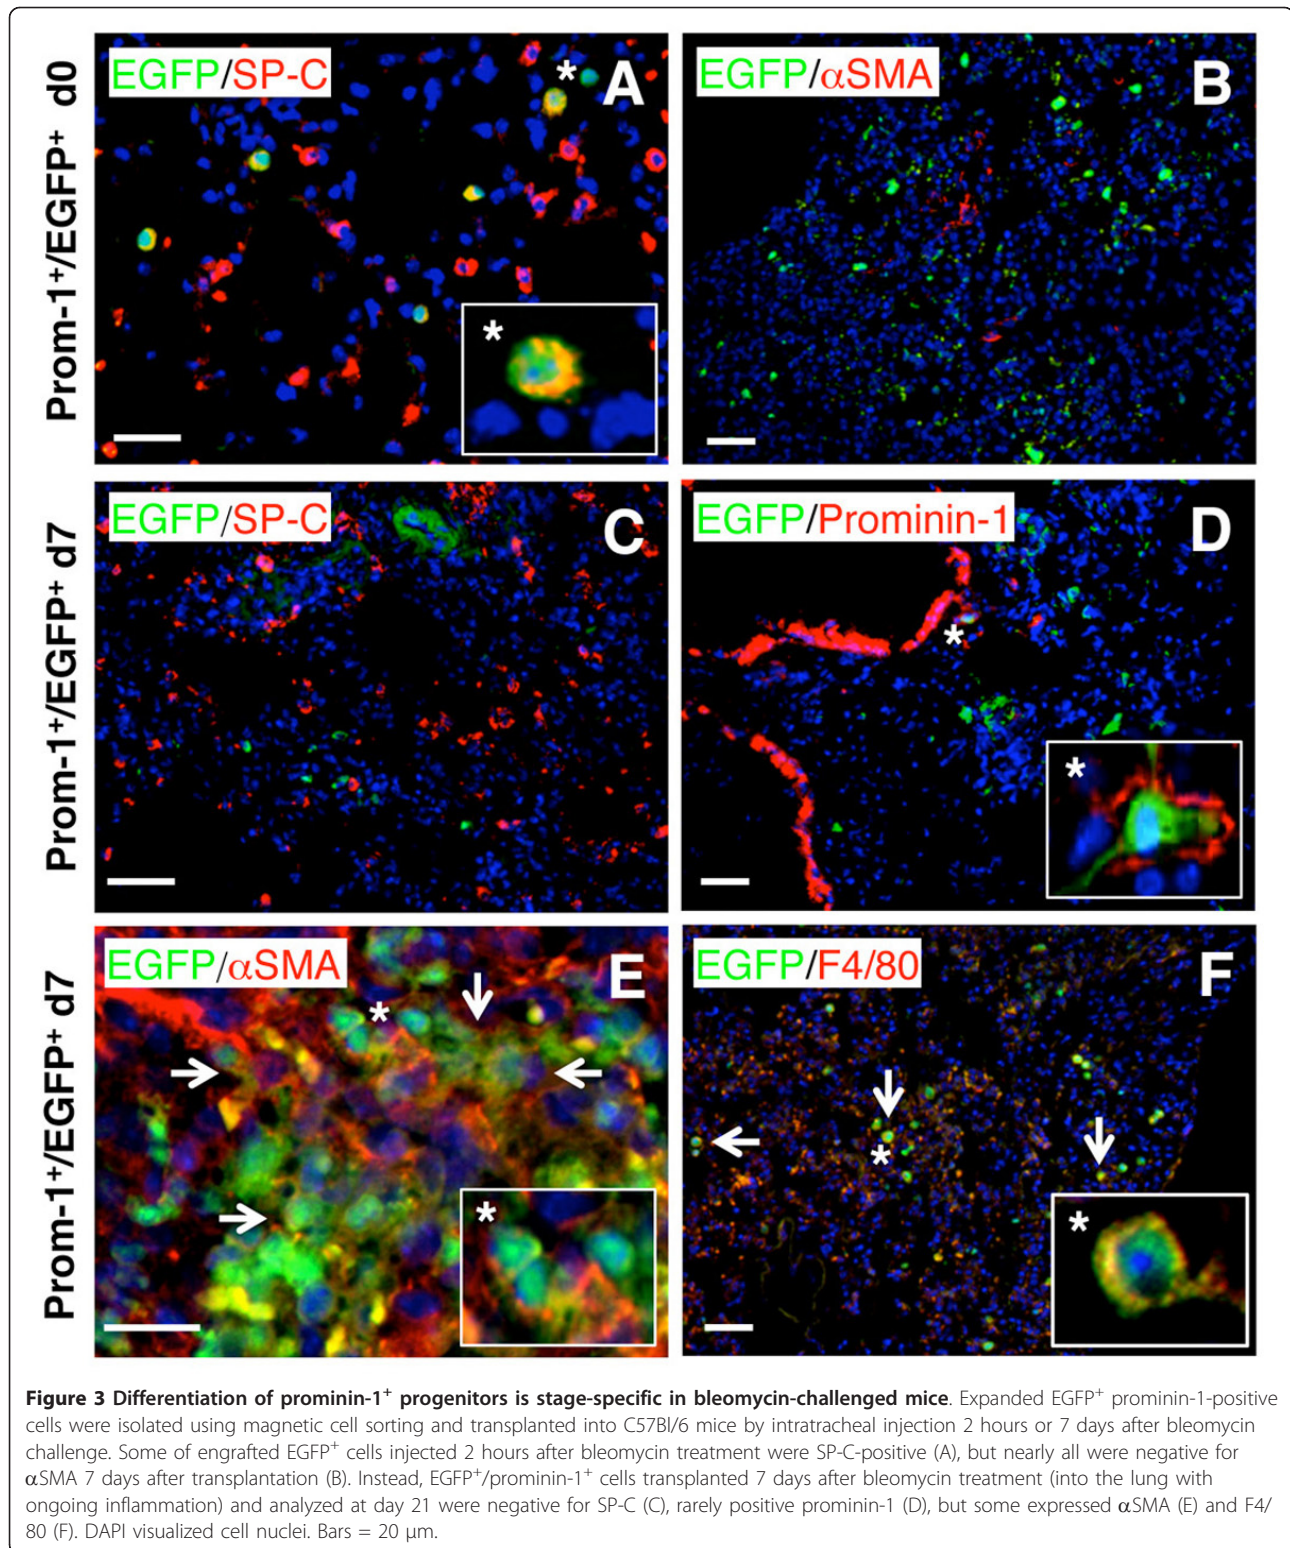 Prom-1⁺/EGFP⁺ d0
EGFP/SP-C
*
A
*
EGFP/αSMA
B
Prom-1⁺/EGFP⁺ d7
EGFP/SP-C
C
EGFP/Prominin-1
D
*
*
Prom-1⁺/EGFP⁺ d7
EGFP/αSMA
E
*
*
EGFP/F4/80
F
*
*
Figure 3 Differentiation of prominin-1⁺ progenitors is stage-specific in bleomycin-challenged mice. Expanded EGFP⁺ prominin-1-positive
cells were isolated using magnetic cell sorting and transplanted into C57Bl/6 mice by intratracheal injection 2 hours or 7 days after bleomycin
challenge. Some of engrafted EGFP⁺ cells injected 2 hours after bleomycin treatment were SP-C-positive (A), but nearly all were negative for
αSMA 7 days after transplantation (B). Instead, EGFP⁺/prominin-1⁺ cells transplanted 7 days after bleomycin treatment (into the lung with
ongoing inflammation) and analyzed at day 21 were negative for SP-C (C), rarely positive prominin-1 (D), but some expressed αSMA (E) and F4/
80 (F). DAPI visualized cell nuclei. Bars = 20 μm.